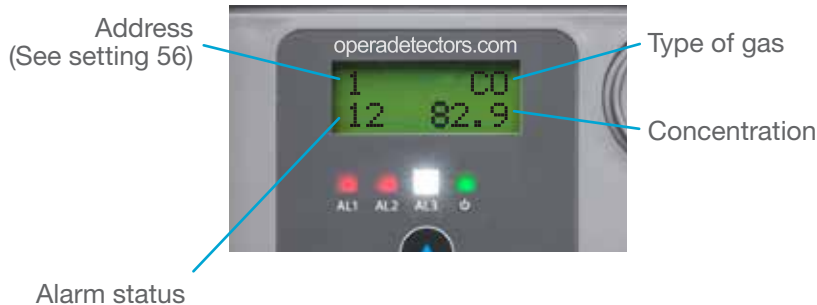 Address
(See setting 56)
operadetectors.com
Type of gas
1 CO
12 82.9
Concentration
AL1 AL2 AL3
Alarm status